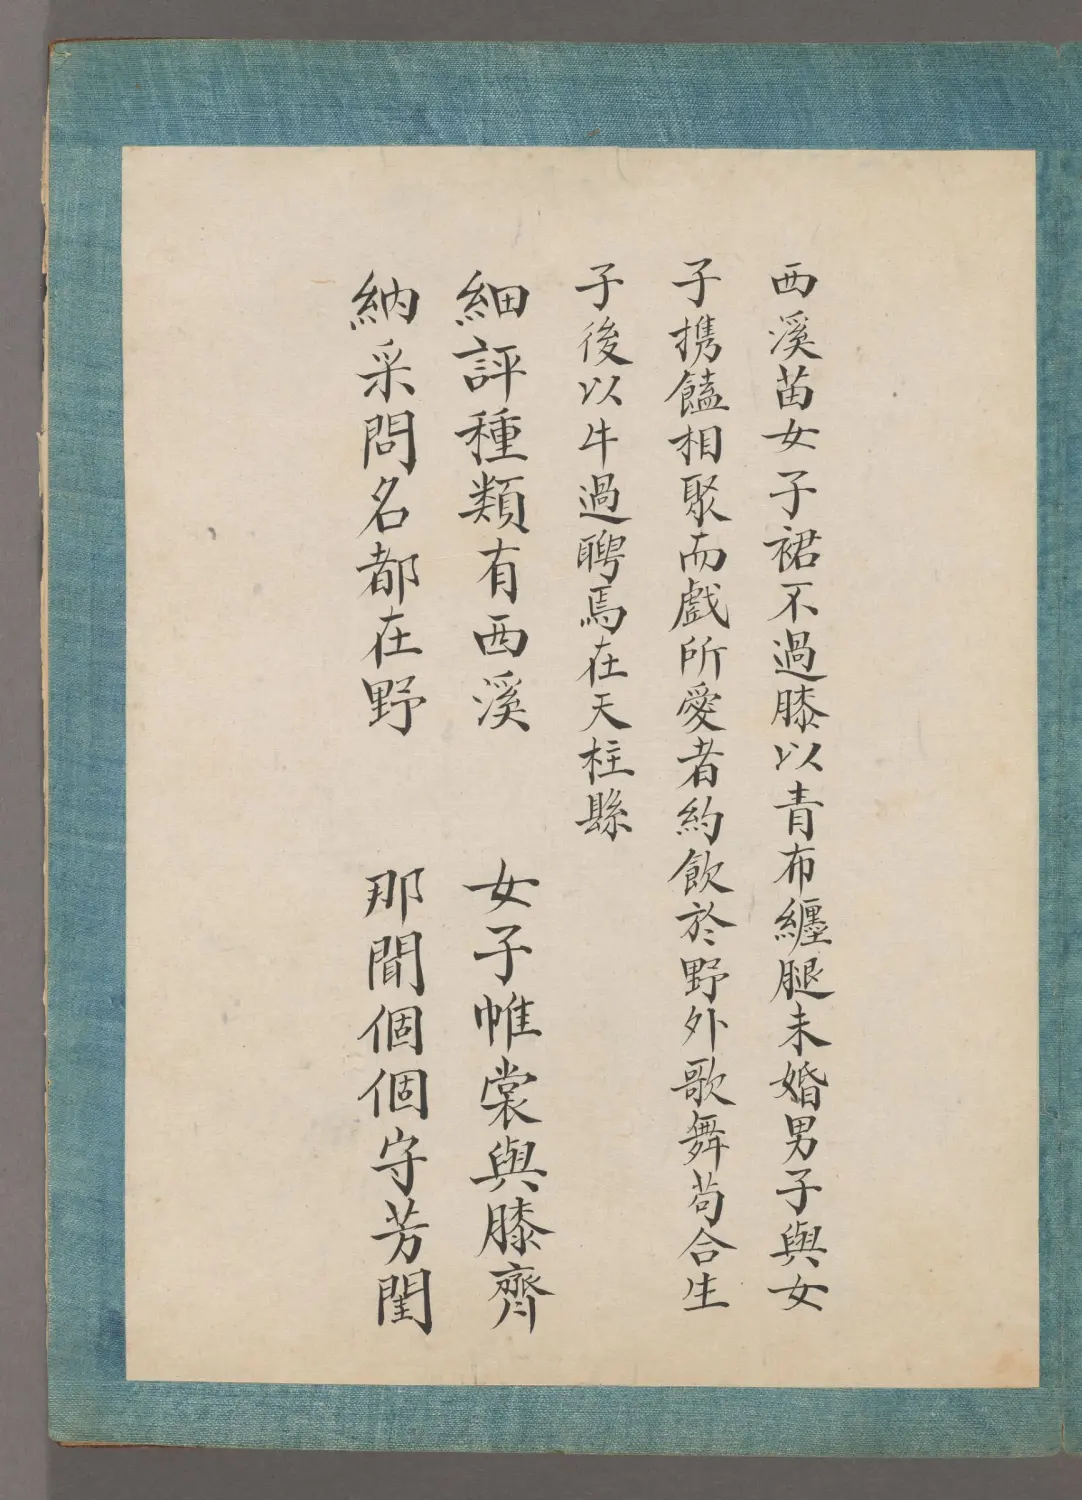 西溪苗女子裙不過膝以青布纏腿未婚男子與女
子携饁相聚而戲所愛者約飲於野外歌舞苟合生
子後以牛過聘焉在天柱縣
細評種類有西溪 女子帷裳與膝齊
納采問名都在野 那聞個個守芳閨